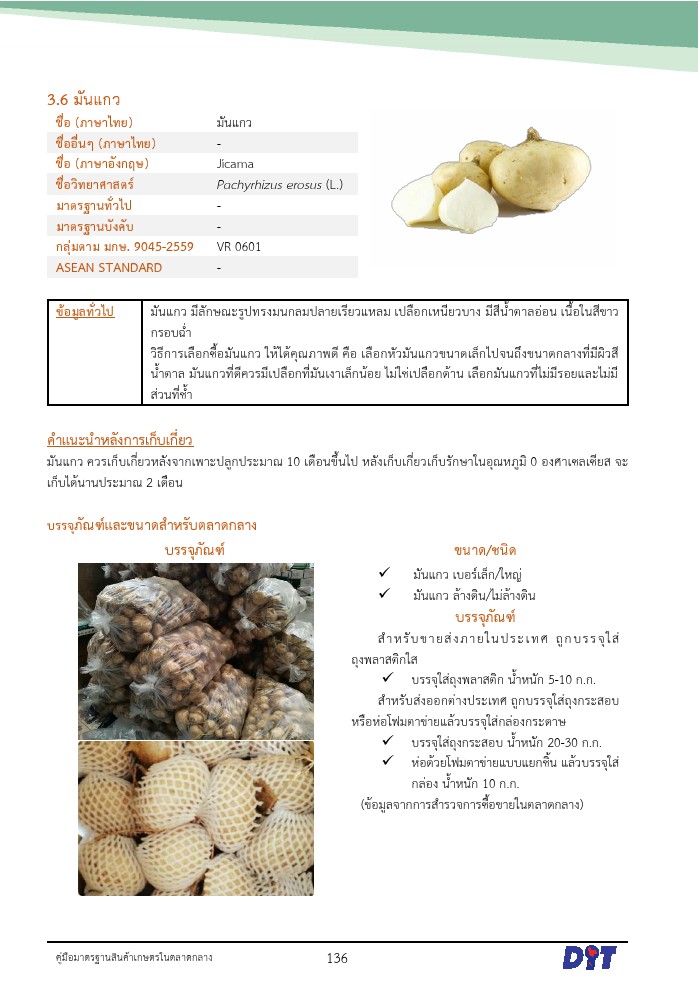 3.6 มันแกว
ชื่อ (ภาษาไทย) มันแกว
ชื่ออื่นๆ (ภาษาไทย) -
ชื่อ (ภาษาอังกฤษ) Jicama
ชื่อวิทยาศาสตร์ Pachyrhizus erosus (L.)
มาตรฐานทั่วไป -
มาตรฐานบังคับ -
กลุ่มตาม มกษ. 9045-2559 VR 0601
ASEAN STANDARD -
ข้อมูลทั่วไป มันแกว มีลักษณะรูปทรงมนกลมปลายเรียวแหลม เปลือกเหนียวบาง มีสีน้ำตาลอ่อน เนื้อในสีขาว
กรอบฉ่ำ
วิธีการเลือกซื้อมันแกว ให้ได้คุณภาพดี คือ เลือกหัวมันแกวขนาดเล็กไปจนถึงขนาดกลางที่มีผิวสี
น้ำตาล มันแกวที่ดีควรมีเปลือกที่มันเงาเล็กน้อย ไม่ใช่เปลือกด้าน เลือกมันแกวที่ไม่มีรอยและไม่มี
ส่วนที่ช้ำ
คำแนะนำหลังการเก็บเกี่ยว
มันแกว ควรเก็บเกี่ยวหลังจากเพาะปลูกประมาณ 10 เดือนขึ้นไป หลังเก็บเกี่ยวเก็บรักษาในอุณหภูมิ 0 องศาเซลเซียส จะ
เก็บได้นานประมาณ 2 เดือน
บรรจุภัณฑ์และขนาดสำหรับตลาดกลาง
บรรจุภัณฑ์
ขนาด/ชนิด
✓ มันแกว เบอร์เล็ก/ใหญ่
✓ มันแกว ล้างดิน/ไม่ล้างดิน
บรรจุภัณฑ์
สำหรับขายส่งภายในประเทศ ถูกบรรจุใส่
ถุงพลาสติกใส
✓ บรรจุใส่ถุงพลาสติก น้ำหนัก 5-10 ก.ก.
สำหรับส่งออกต่างประเทศ ถูกบรรจุใส่ถุงกระสอบ
หรือห่อโฟมตาข่ายแล้วบรรจุใส่กล่องกระดาษ
✓ บรรจุใส่ถุงกระสอบ น้ำหนัก 20-30 ก.ก.
✓ ห่อด้วยโฟมตาข่ายแบบแยกชิ้น แล้วบรรจุใส่
กล่อง น้ำหนัก 10 ก.ก.
(ข้อมูลจากการสำรวจการซื้อขายในตลาดกลาง)
คู่มือมาตรฐานสินค้าเกษตรในตลาดกลาง 136 DIT